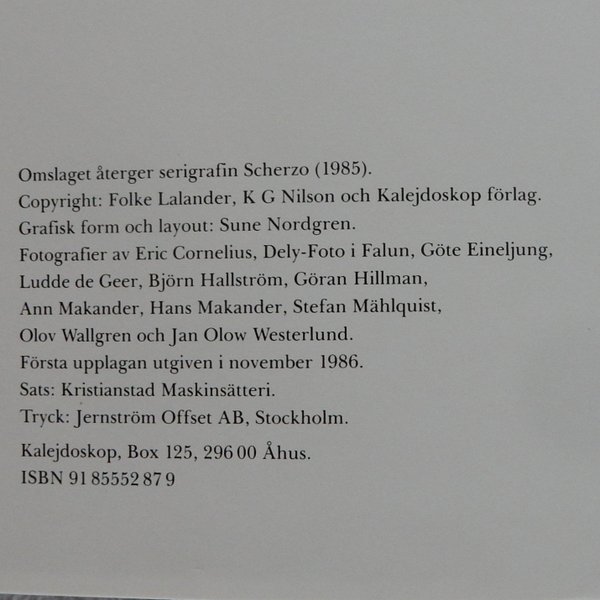 Omslaget återger serigrafin Scherzo (1985).
Copyright: Folke Lalander, K G Nilson och Kalejdoskop förlag.
Grafisk form och layout: Sune Nordgren.
Fotografier av Eric Cornelius, Dely-Foto i Falun, Göte Eineljung,
Ludde de Geer, Björn Hallström, Göran Hillman,
Ann Makander, Hans Makander, Stefan Mählquist,
Olov Wallgren och Jan Olow Westerlund.
Första upplagan utgiven i november 1986.
Sats: Kristianstad Maskinsätteri.
Tryck: Jernström Offset AB, Stockholm.
Kalejdoskop, Box 125, 296 00 Åhus.
ISBN 91 85552 87 9